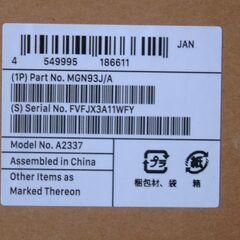 JAN
4 549995 186611
(1P) Part No. MGN93J/A
(S) Serial No. FVFJX3A11WFY
Model No. A2337
Assembled in China
Other Items as
Marked Thereon
プラ
紙
梱包材、袋 箱